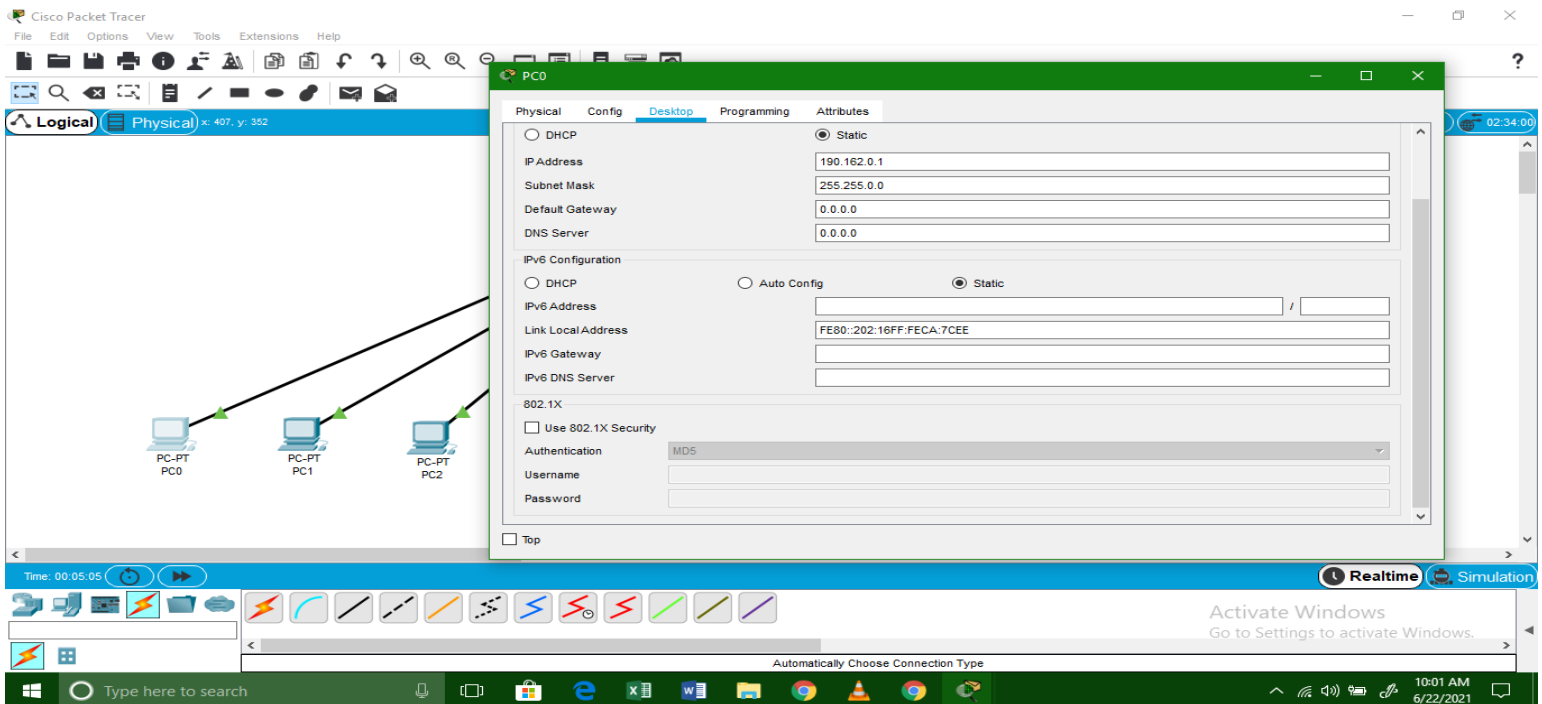 Cisco Packet Tracer
File Edit Options View Tools Extensions Help
?
PC0
Physical Config Desktop Programming Attributes
Logical Physical x: 407, y: 352 02:34:00
DHCP Static
IP Address 190.162.0.1
Subnet Mask 255.255.0.0
Default Gateway 0.0.0.0
DNS Server 0.0.0.0
IPv6 Configuration
DHCP Auto Config Static
IPv6 Address /
Link Local Address FE80::202:16FF:FECA:7CEE
IPv6 Gateway
IPv6 DNS Server
802.1X
Use 802.1X Security
Authentication MD5
Username
Password
Top
PC-PT
PC0
PC-PT
PC1
PC-PT
PC2
Time: 00:05:05 Realtime Simulation
Activate Windows
Go to Settings to activate Windows.
Automatically Choose Connection Type
Type here to search
10:01 AM
6/22/2021